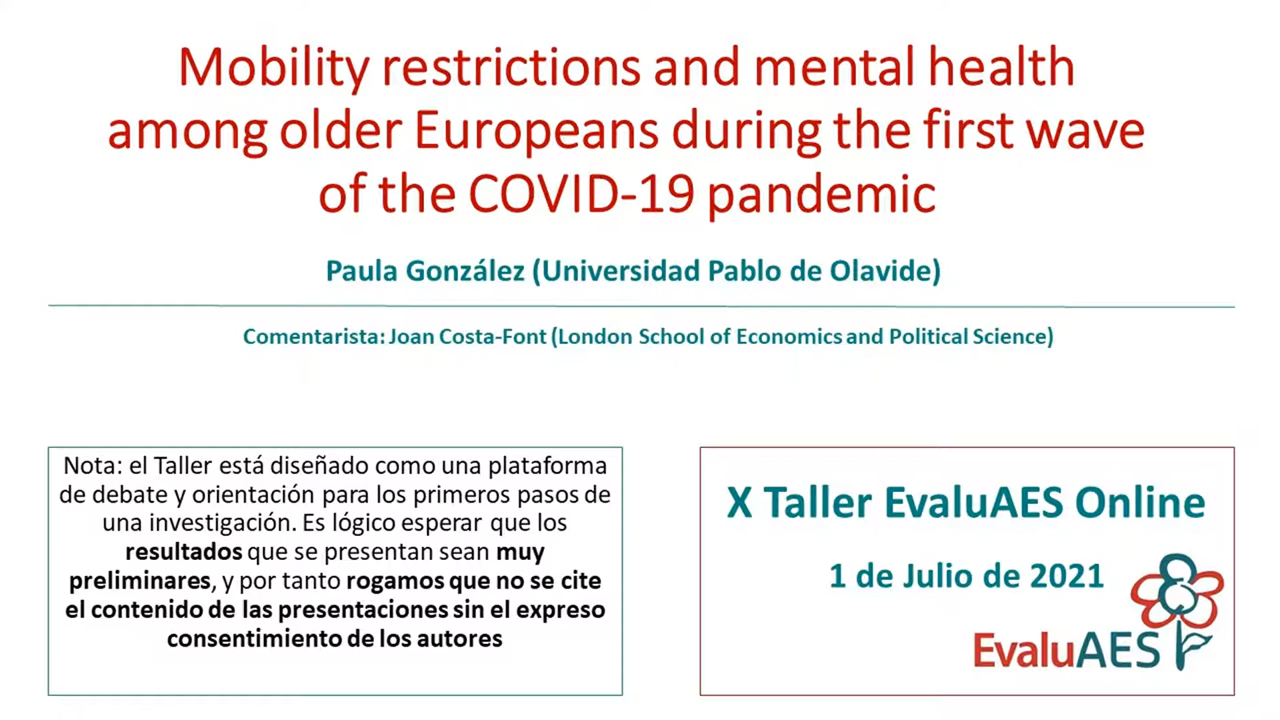 Mobility restrictions and mental health
among older Europeans during the first wave
of the COVID-19 pandemic
Paula González (Universidad Pablo de Olavide)
Comentarista: Joan Costa-Font (London School of Economics and Political Science)
Nota: el Taller está diseñado como una plataforma
de debate y orientación para los primeros pasos de
una investigación. Es lógico esperar que los
resultados que se presentan sean muy
preliminares, y por tanto rogamos que no se cite
el contenido de las presentaciones sin el expreso
consentimiento de los autores
X Taller EvaluAES Online
1 de Julio de 2021
EvaluAES